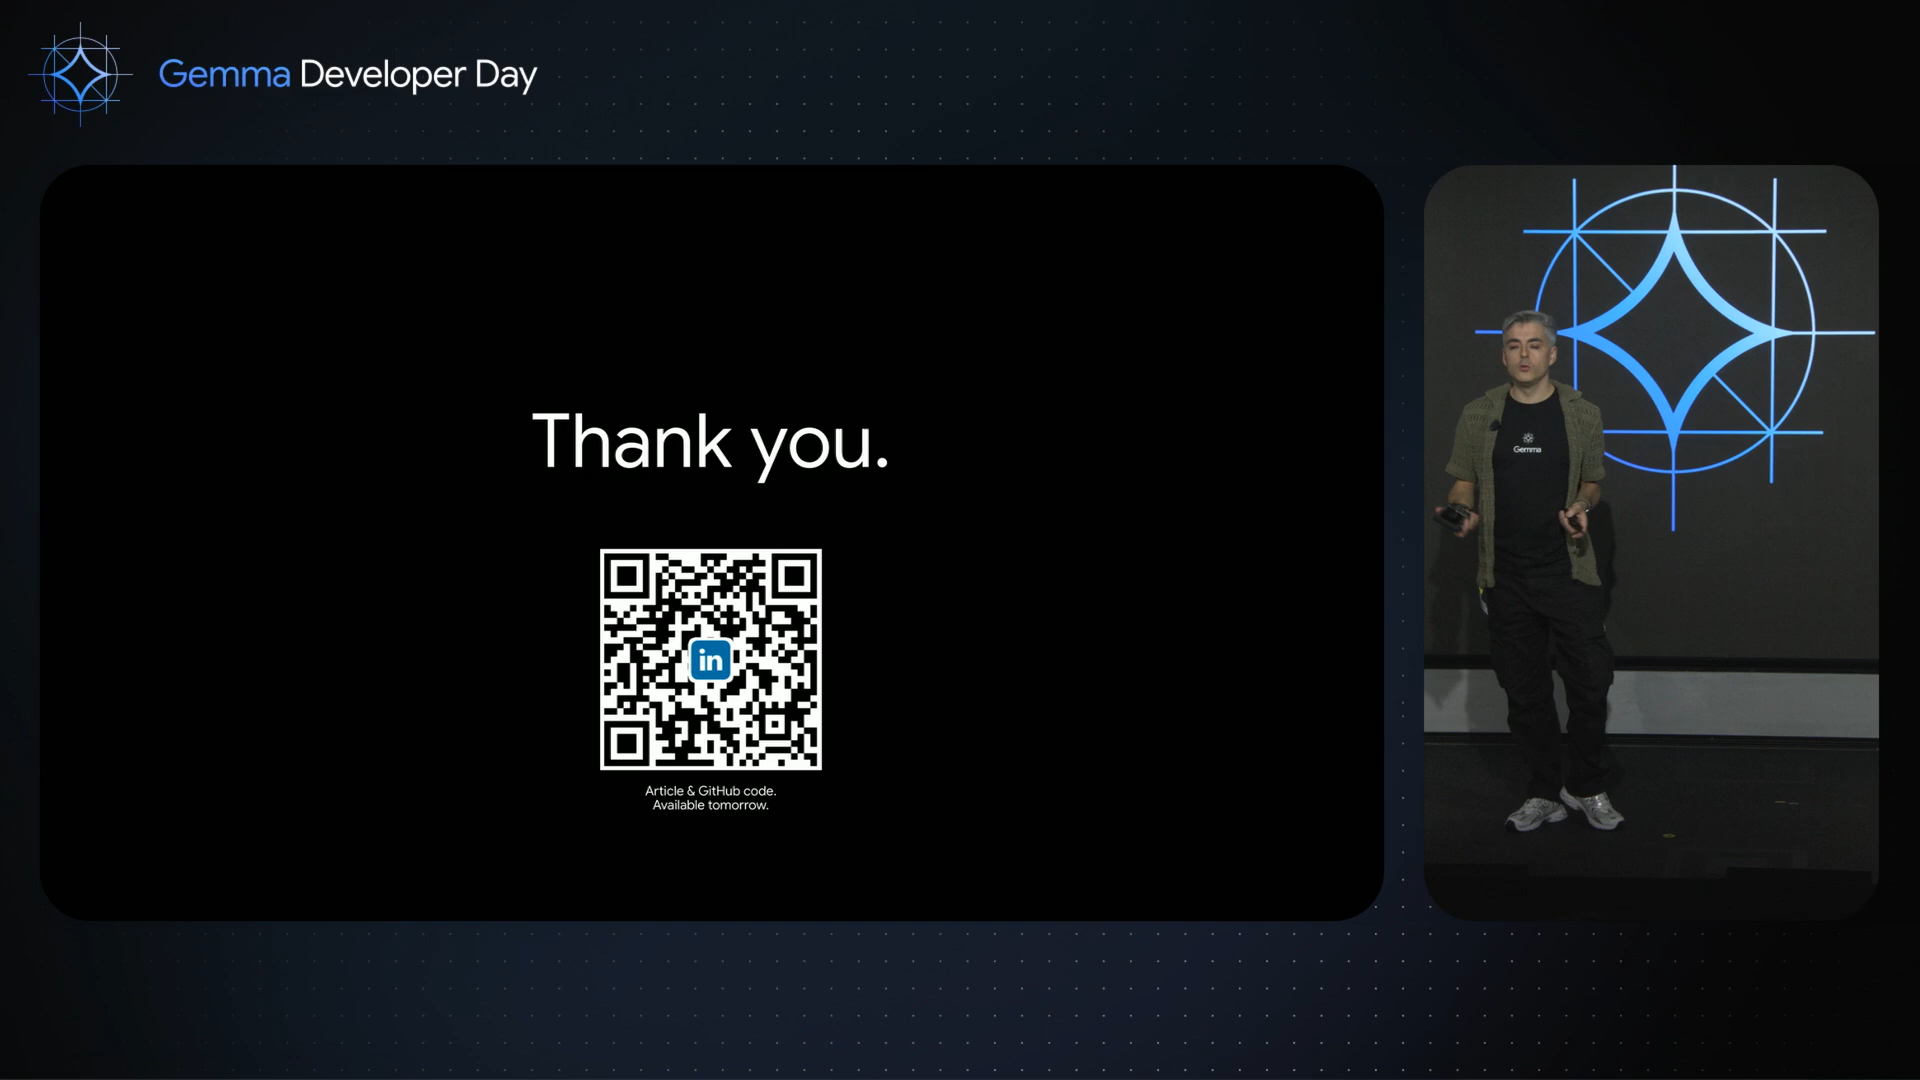 Gemma Developer Day
Thank you.
in
Article & GitHub code.
Available tomorrow.
Gemma